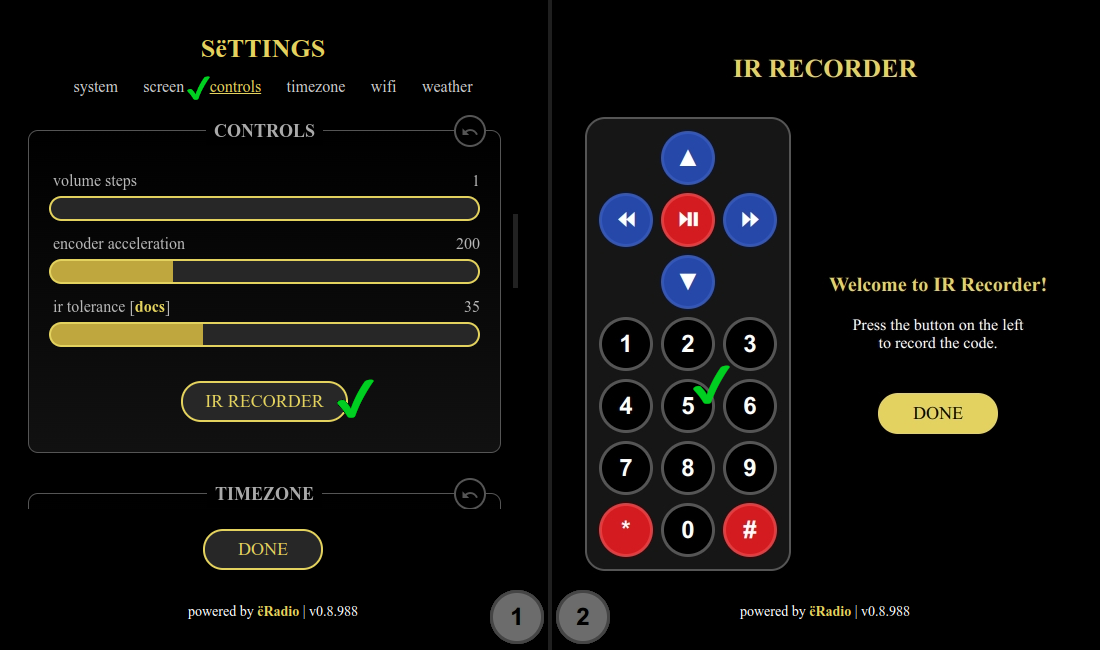 SëTTINGS
system screen controls timezone wifi weather
CONTROLS
volume steps 1
encoder acceleration 200
ir tolerance [docs] 35
IR RECORDER
TIMEZONE
DONE
powered by ëRadio | v0.8.988
1
IR RECORDER
1 2 3
4 5 6
7 8 9
* 0 #
Welcome to IR Recorder!
Press the button on the left
to record the code.
DONE
powered by ëRadio | v0.8.988
2